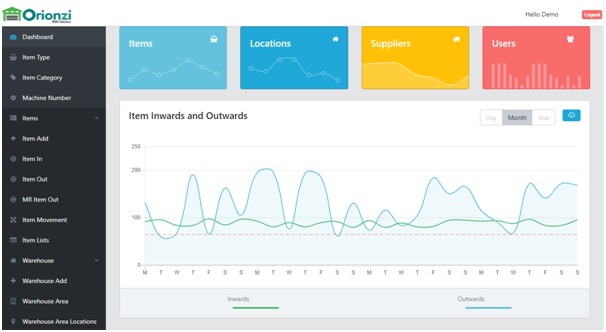 Orionzi
Hello Demo
Logout
Dashboard
Item Type
Item Category
Machine Number
Items
Item Add
Item In
Item Out
MR Item Out
Item Movement
Item Lists
Warehouse
Warehouse Add
Warehouse Area
Warehouse Area Locations
Items
Locations
Suppliers
Users
Item Inwards and Outwards
Day Month Year
250
200
100
0
M T W T F S S M T W T F S S M T W T F S S M T W T F S S
Inwards
Outwards